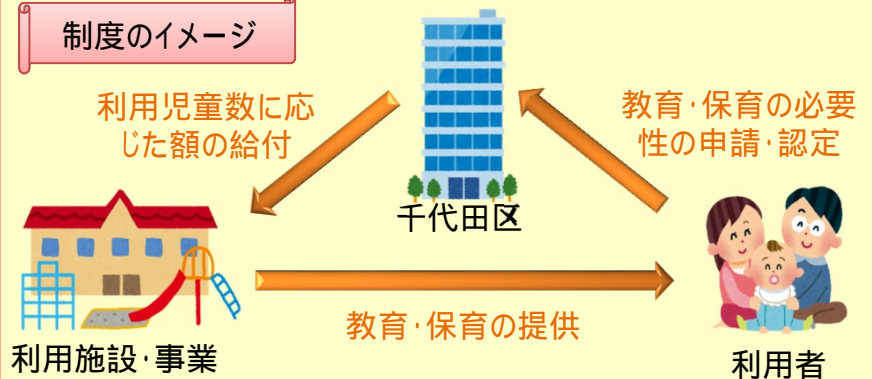 制度のイメージ
利用児童数に応
じた額の給付
教育・保育の必要
性の申請・認定
千代田区
教育・保育の提供
利用施設・事業
利用者